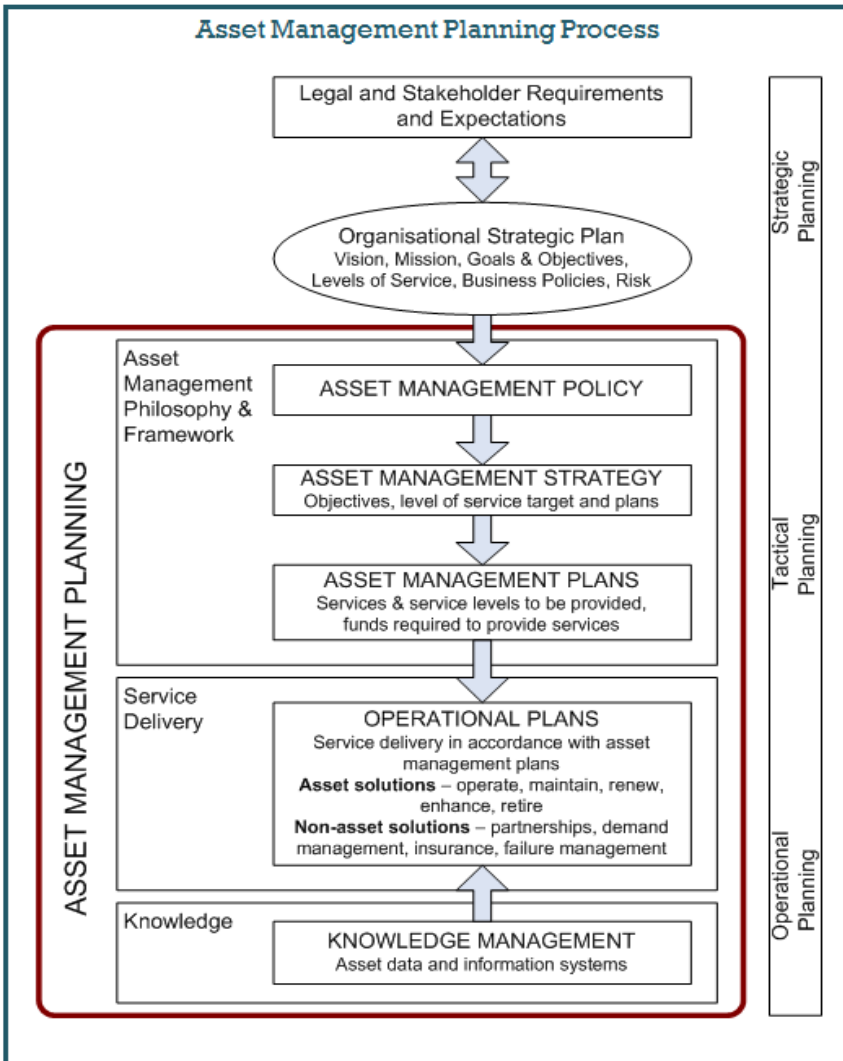 Asset Management Planning Process
Legal and Stakeholder Requirements
and Expectations
Organisational Strategic Plan
Vision, Mission, Goals & Objectives,
Levels of Service, Business Policies, Risk
Strategic
Planning
ASSET MANAGEMENT PLANNING
Asset
Management
Philosophy &
Framework
ASSET MANAGEMENT POLICY
ASSET MANAGEMENT STRATEGY
Objectives, level of service target and plans
ASSET MANAGEMENT PLANS
Services & service levels to be provided,
funds required to provide services
Tactical
Planning
Service
Delivery
OPERATIONAL PLANS
Service delivery in accordance with asset
management plans
Asset solutions – operate, maintain, renew,
enhance, retire
Non-asset solutions – partnerships, demand
management, insurance, failure management
Operational
Planning
Knowledge
KNOWLEDGE MANAGEMENT
Asset data and information systems